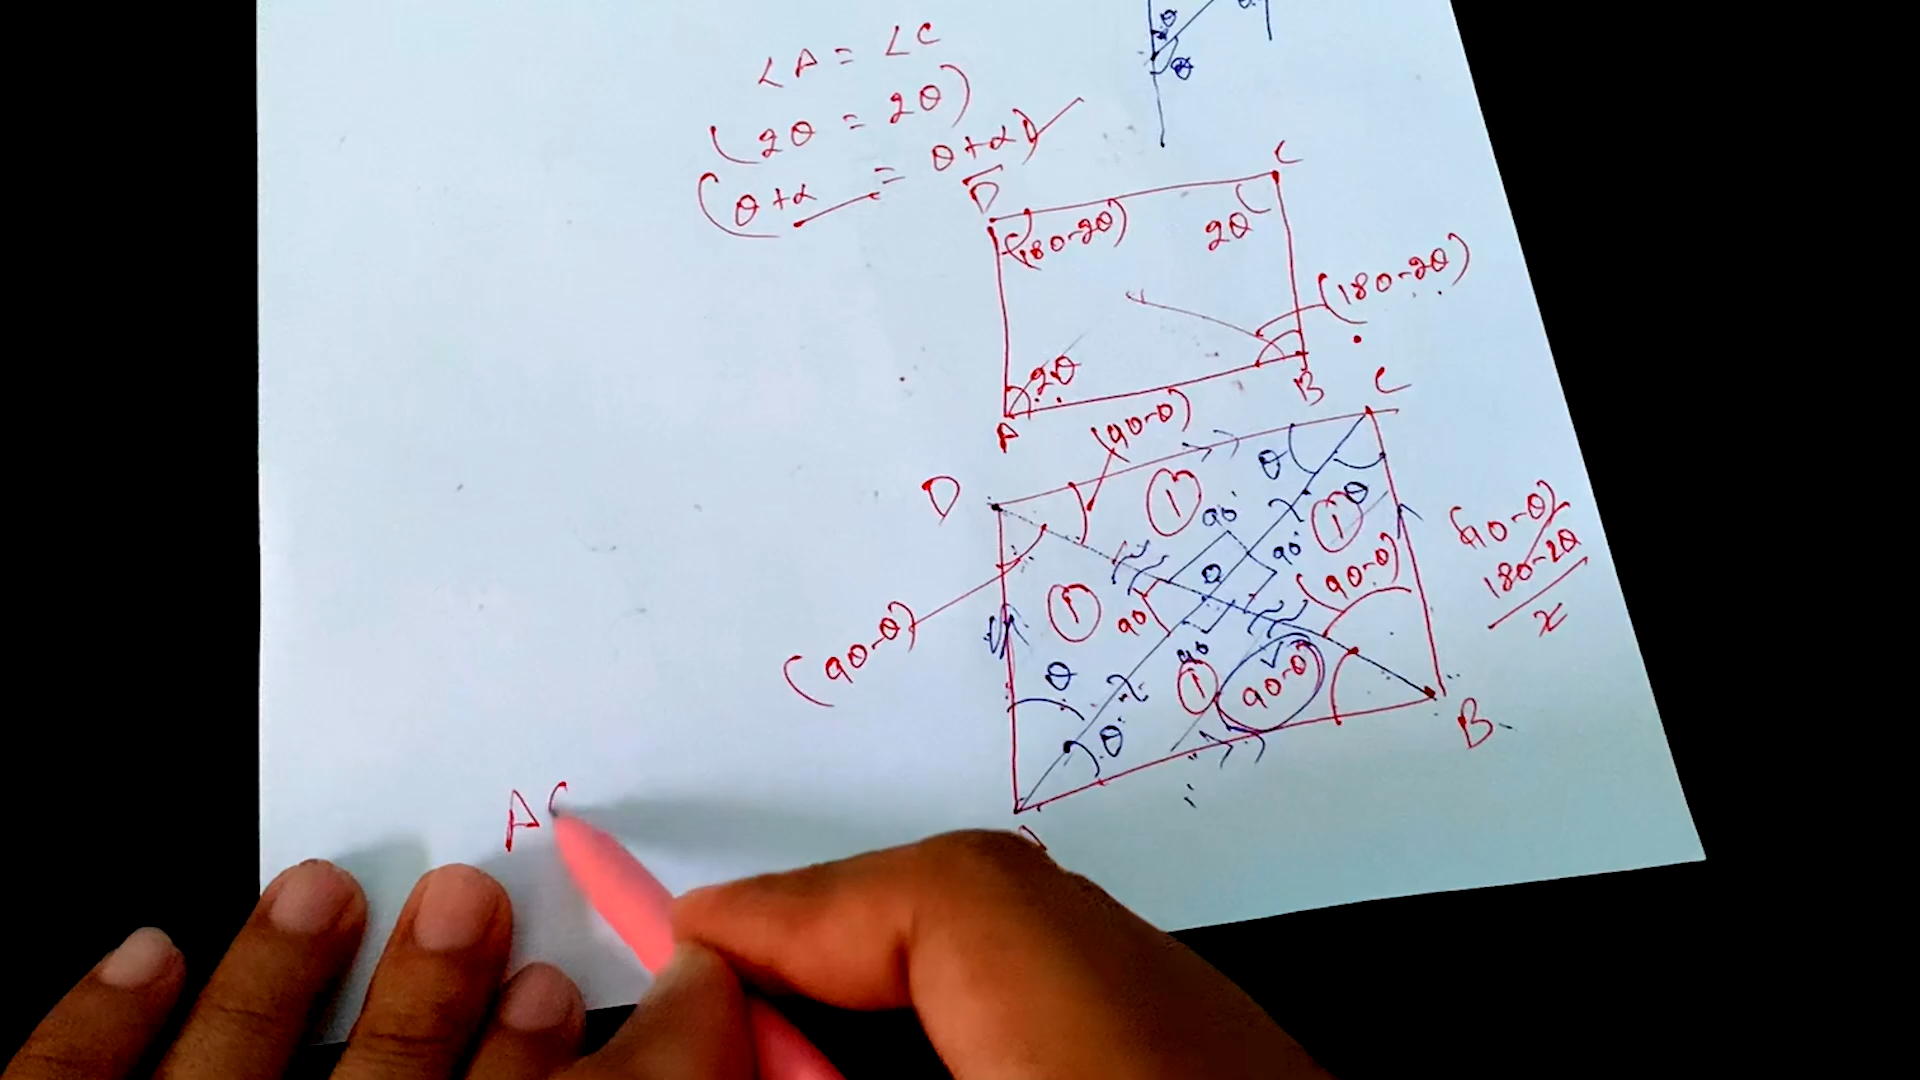 ∠A = ∠C
(2θ = 2θ)
(θ+α = θ+α)
θ
θ
D
C
(180-2θ)
2θ
(180-2θ)
2θ
A
B
(90-θ)
C
D
θ
θ
1
90°
1
90°
(90-θ)
(90-θ)
180-2θ
2
1
90
(90-θ)
90
1
90-θ
θ
θ
B
A C